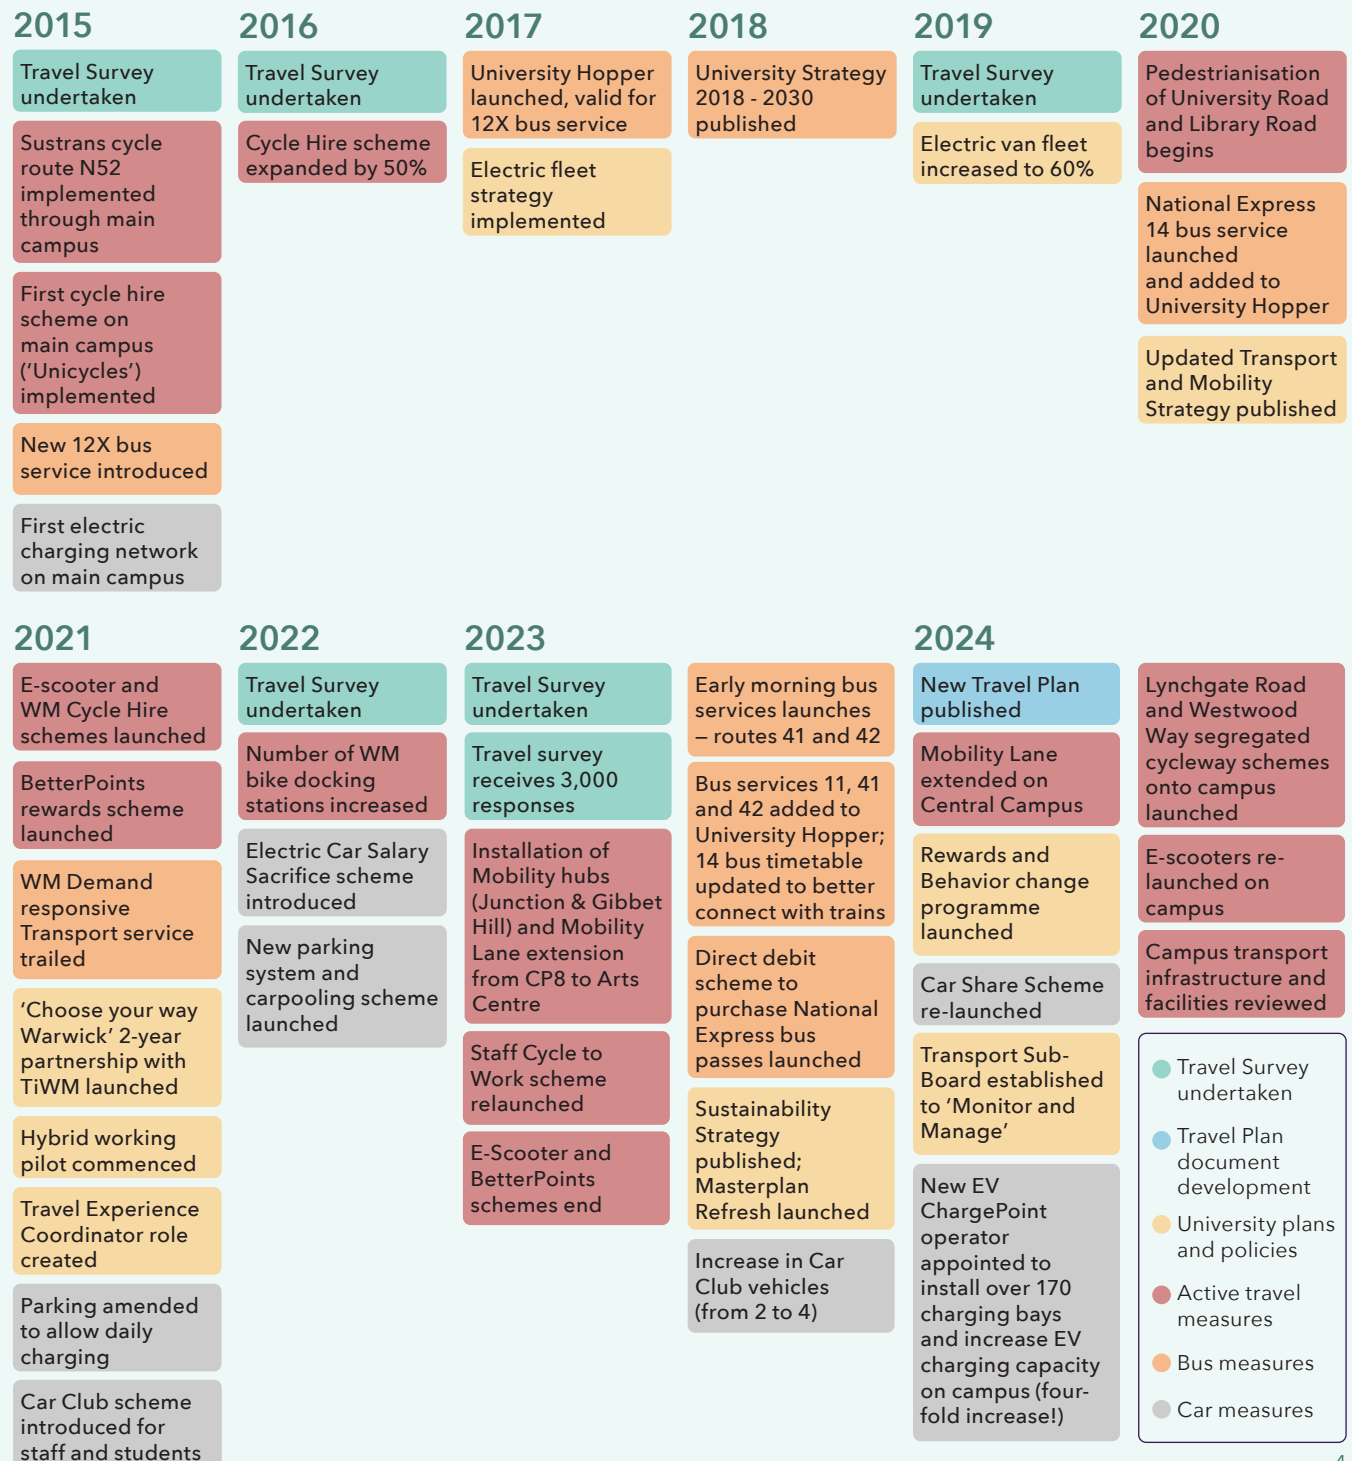 2015
Travel Survey
undertaken
Sustrans cycle
route N52
implemented
through main
campus
First cycle hire
scheme on
main campus
(‘Unicycles’)
implemented
New 12X bus
service introduced
First electric
charging network
on main campus
2016
Travel Survey
undertaken
Cycle Hire scheme
expanded by 50%
2017
University Hopper
launched, valid for
12X bus service
Electric fleet
strategy
implemented
2018
University Strategy
2018 - 2030
published
2019
Travel Survey
undertaken
Electric van fleet
increased to 60%
2020
Pedestrianisation
of University Road
and Library Road
begins
National Express
14 bus service
launched
and added to
University Hopper
Updated Transport
and Mobility
Strategy published
2021
E-scooter and
WM Cycle Hire
schemes launched
BetterPoints
rewards scheme
launched
WM Demand
responsive
Transport service
trailed
‘Choose your way
Warwick’ 2-year
partnership with
TiWM launched
Hybrid working
pilot commenced
Travel Experience
Coordinator role
created
Parking amended
to allow daily
charging
Car Club scheme
introduced for
staff and students
2022
Travel Survey
undertaken
Number of WM
bike docking
stations increased
Electric Car Salary
Sacrifice scheme
introduced
New parking
system and
carpooling scheme
launched
2023
Travel Survey
undertaken
Travel survey
receives 3,000
responses
Installation of
Mobility hubs
(Junction & Gibbet
Hill) and Mobility
Lane extension
from CP8 to Arts
Centre
Staff Cycle to
Work scheme
relaunched
E-Scooter and
BetterPoints
schemes end
Early morning bus
services launches
– routes 41 and 42
Bus services 11, 41
and 42 added to
University Hopper;
14 bus timetable
updated to better
connect with trains
Direct debit
scheme to
purchase National
Express bus
passes launched
Sustainability
Strategy
published;
Masterplan
Refresh launched
Increase in Car
Club vehicles
(from 2 to 4)
2024
New Travel Plan
published
Mobility Lane
extended on
Central Campus
Rewards and
Behavior change
programme
launched
Car Share Scheme
re-launched
Transport Sub-
Board established
to ‘Monitor and
Manage’
New EV
ChargePoint
operator
appointed to
install over 170
charging bays
and increase EV
charging capacity
on campus (four-
fold increase!)
Lynchgate Road
and Westwood
Way segregated
cycleway schemes
onto campus
launched
E-scooters re-
launched on
campus
Campus transport
infrastructure and
facilities reviewed
Travel Survey
undertaken
Travel Plan
document
development
University plans
and policies
Active travel
measures
Bus measures
Car measures